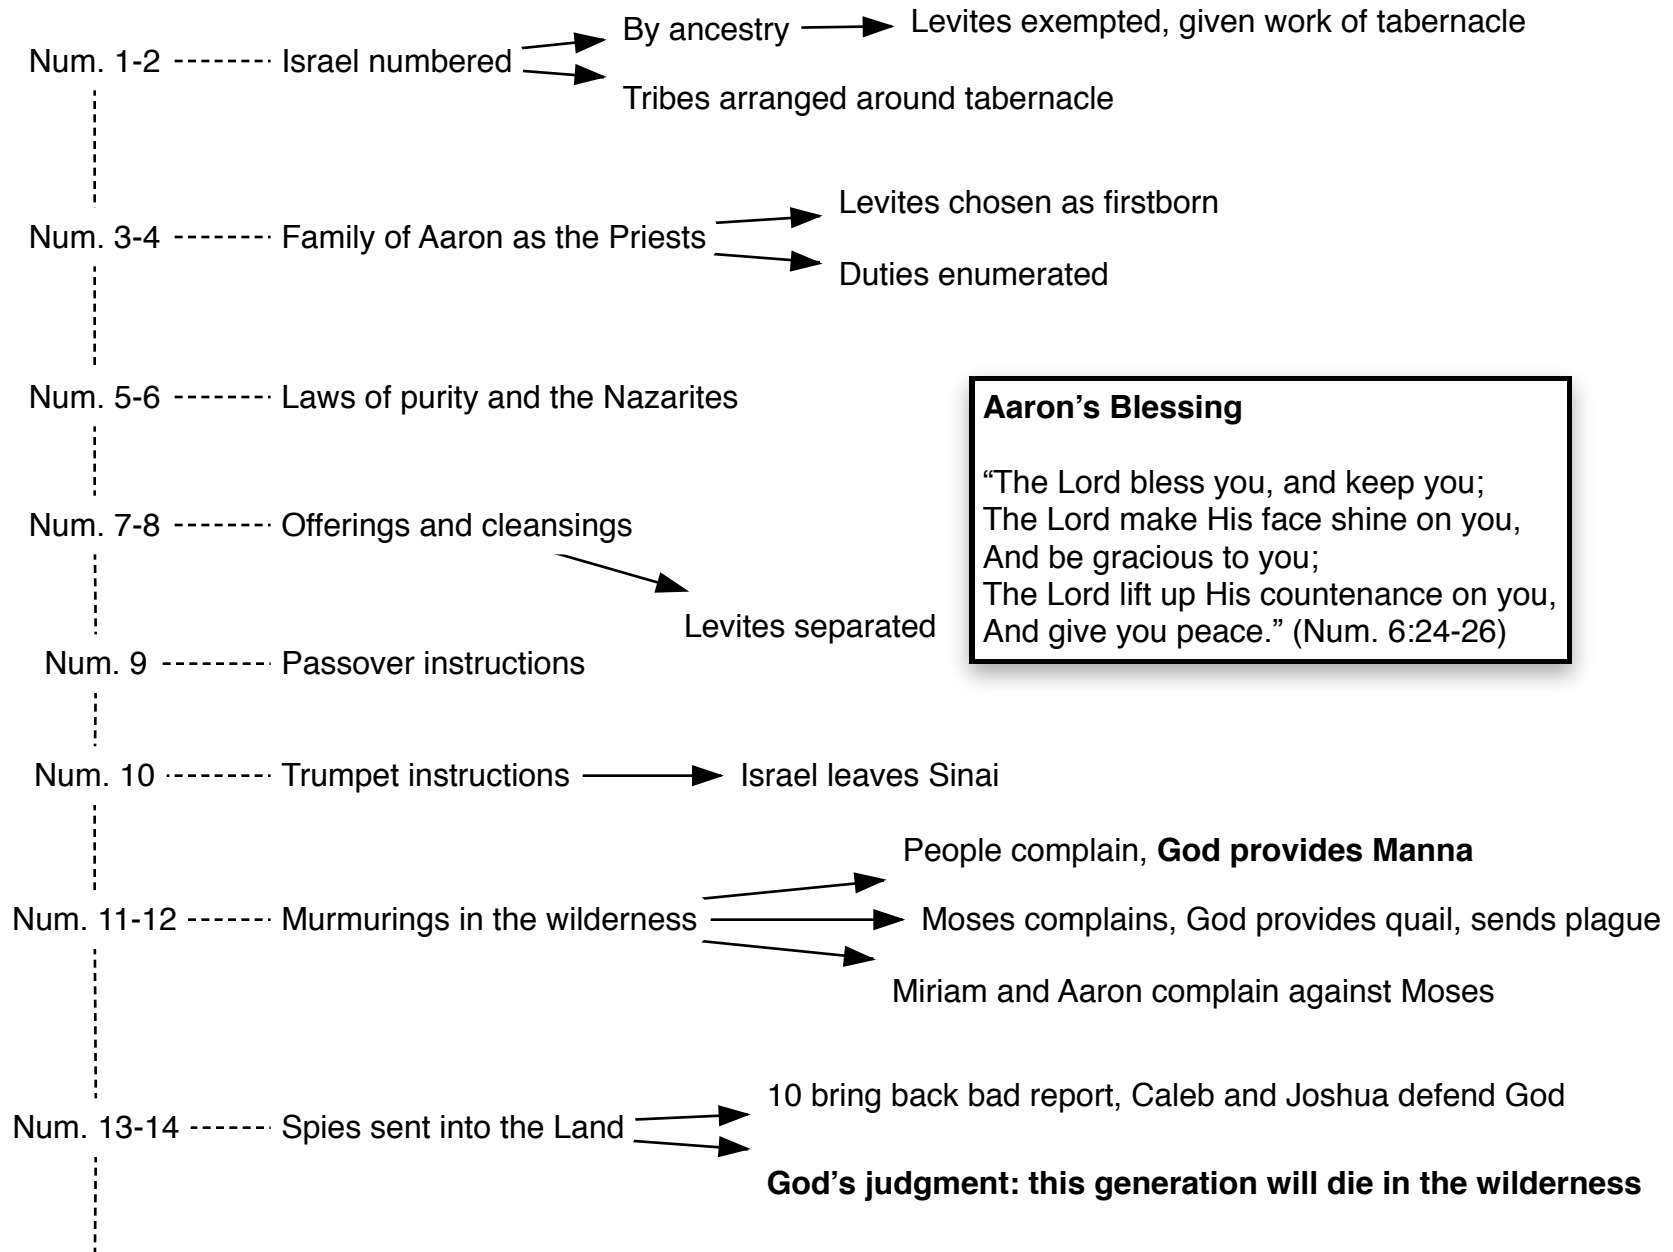 By ancestry
Levites exempted, given work of tabernacle
Num. 1-2
Israel numbered
Tribes arranged around tabernacle
Levites chosen as firstborn
Num. 3-4
Family of Aaron as the Priests
Duties enumerated
Num. 5-6
Laws of purity and the Nazarites
Aaron’s Blessing
“The Lord bless you, and keep you;
The Lord make His face shine on you,
And be gracious to you;
The Lord lift up His countenance on you,
And give you peace.” (Num. 6:24-26)
Num. 7-8
Offerings and cleansings
Levites separated
Num. 9
Passover instructions
Num. 10
Trumpet instructions
Israel leaves Sinai
People complain, God provides Manna
Num. 11-12
Murmurings in the wilderness
Moses complains, God provides quail, sends plague
Miriam and Aaron complain against Moses
10 bring back bad report, Caleb and Joshua defend God
Num. 13-14
Spies sent into the Land
God’s judgment: this generation will die in the wilderness